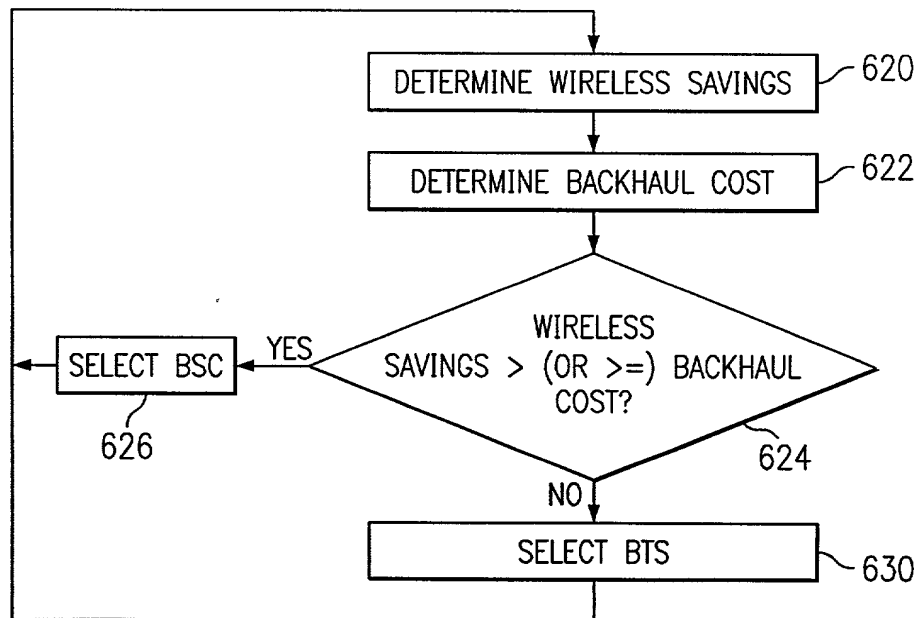 DETERMINE WIRELESS SAVINGS
620
DETERMINE BACKHAUL COST
622
WIRELESS
SAVINGS > (OR >=) BACKHAUL
COST?
624
YES
SELECT BSC
626
NO
SELECT BTS
630